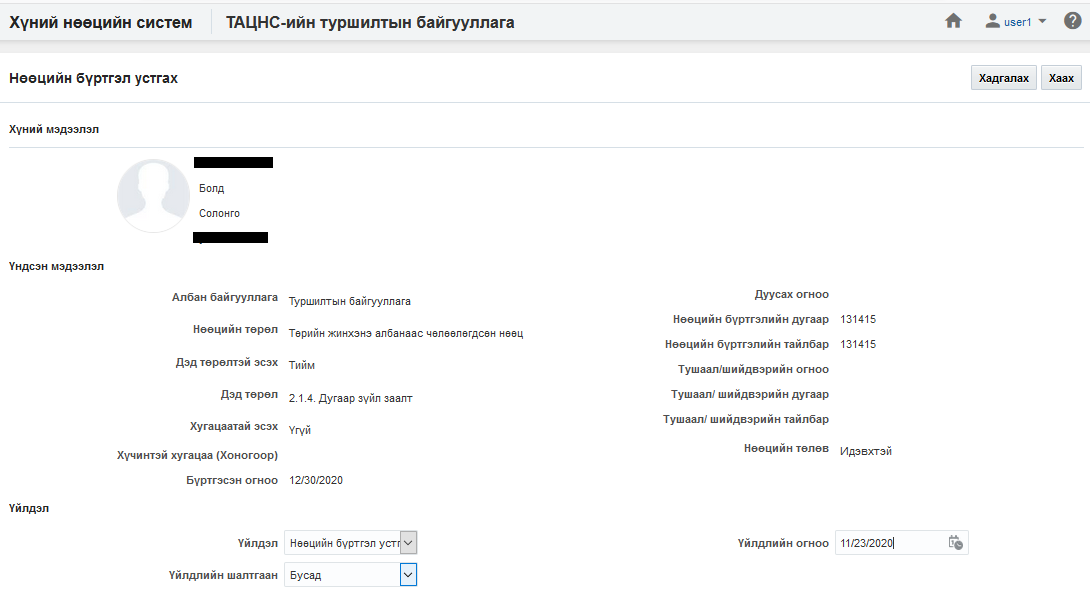 Хүний нөөцийн систем
ТАЦНС-ийн туршилтын байгууллага
user1
Нөөцийн бүртгэл устгах
Хадгалах
Хаах
Хүний мэдээлэл
Болд
Солонго
Үндсэн мэдээлэл
Албан байгууллага Туршилтын байгууллага
Нөөцийн төрөл Төрийн жинхэнэ албанаас чөлөөлөгдсөн нөөц
Дэд төрөлтэй эсэх Тийм
Дэд төрөл 2.1.4. Дугаар зүйл заалт
Хугацаатай эсэх Үгүй
Хүчинтэй хугацаа (Хоногоор)
Бүртгэсэн огноо 12/30/2020
Дуусах огноо
Нөөцийн бүртгэлийн дугаар 131415
Нөөцийн бүртгэлийн тайлбар 131415
Тушаал/шийдвэрийн огноо
Тушаал/ шийдвэрийн дугаар
Тушаал/ шийдвэрийн тайлбар
Нөөцийн төлөв Идэвхтэй
Үйлдэл
Үйлдэл Нөөцийн бүртгэл устг
Үйлдлийн шалтгаан Бусад
Үйлдлийн огноо 11/23/2020